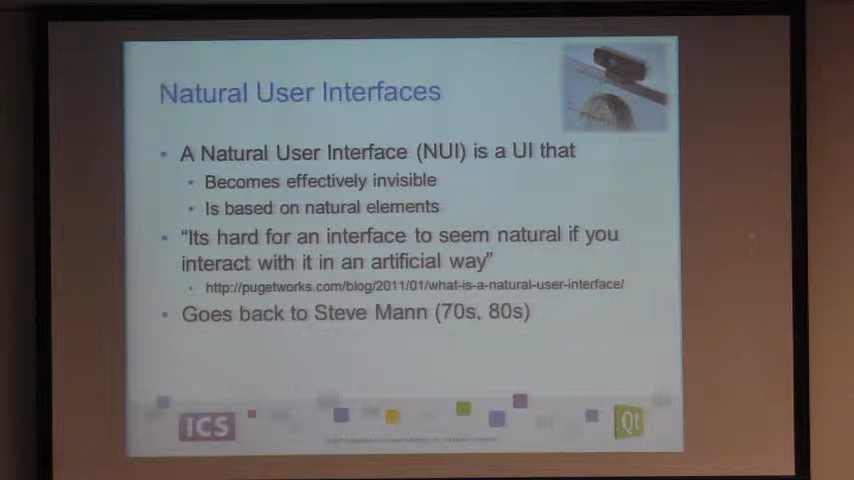 Natural User Interfaces
• A Natural User Interface (NUI) is a UI that
• Becomes effectively invisible
• Is based on natural elements
• “Its hard for an interface to seem natural if you
interact with it in an artificial way”
• http://pugetworks.com/blog/2011/01/what-is-a-natural-user-interface/
• Goes back to Steve Mann (70s, 80s)
ICS
Qt